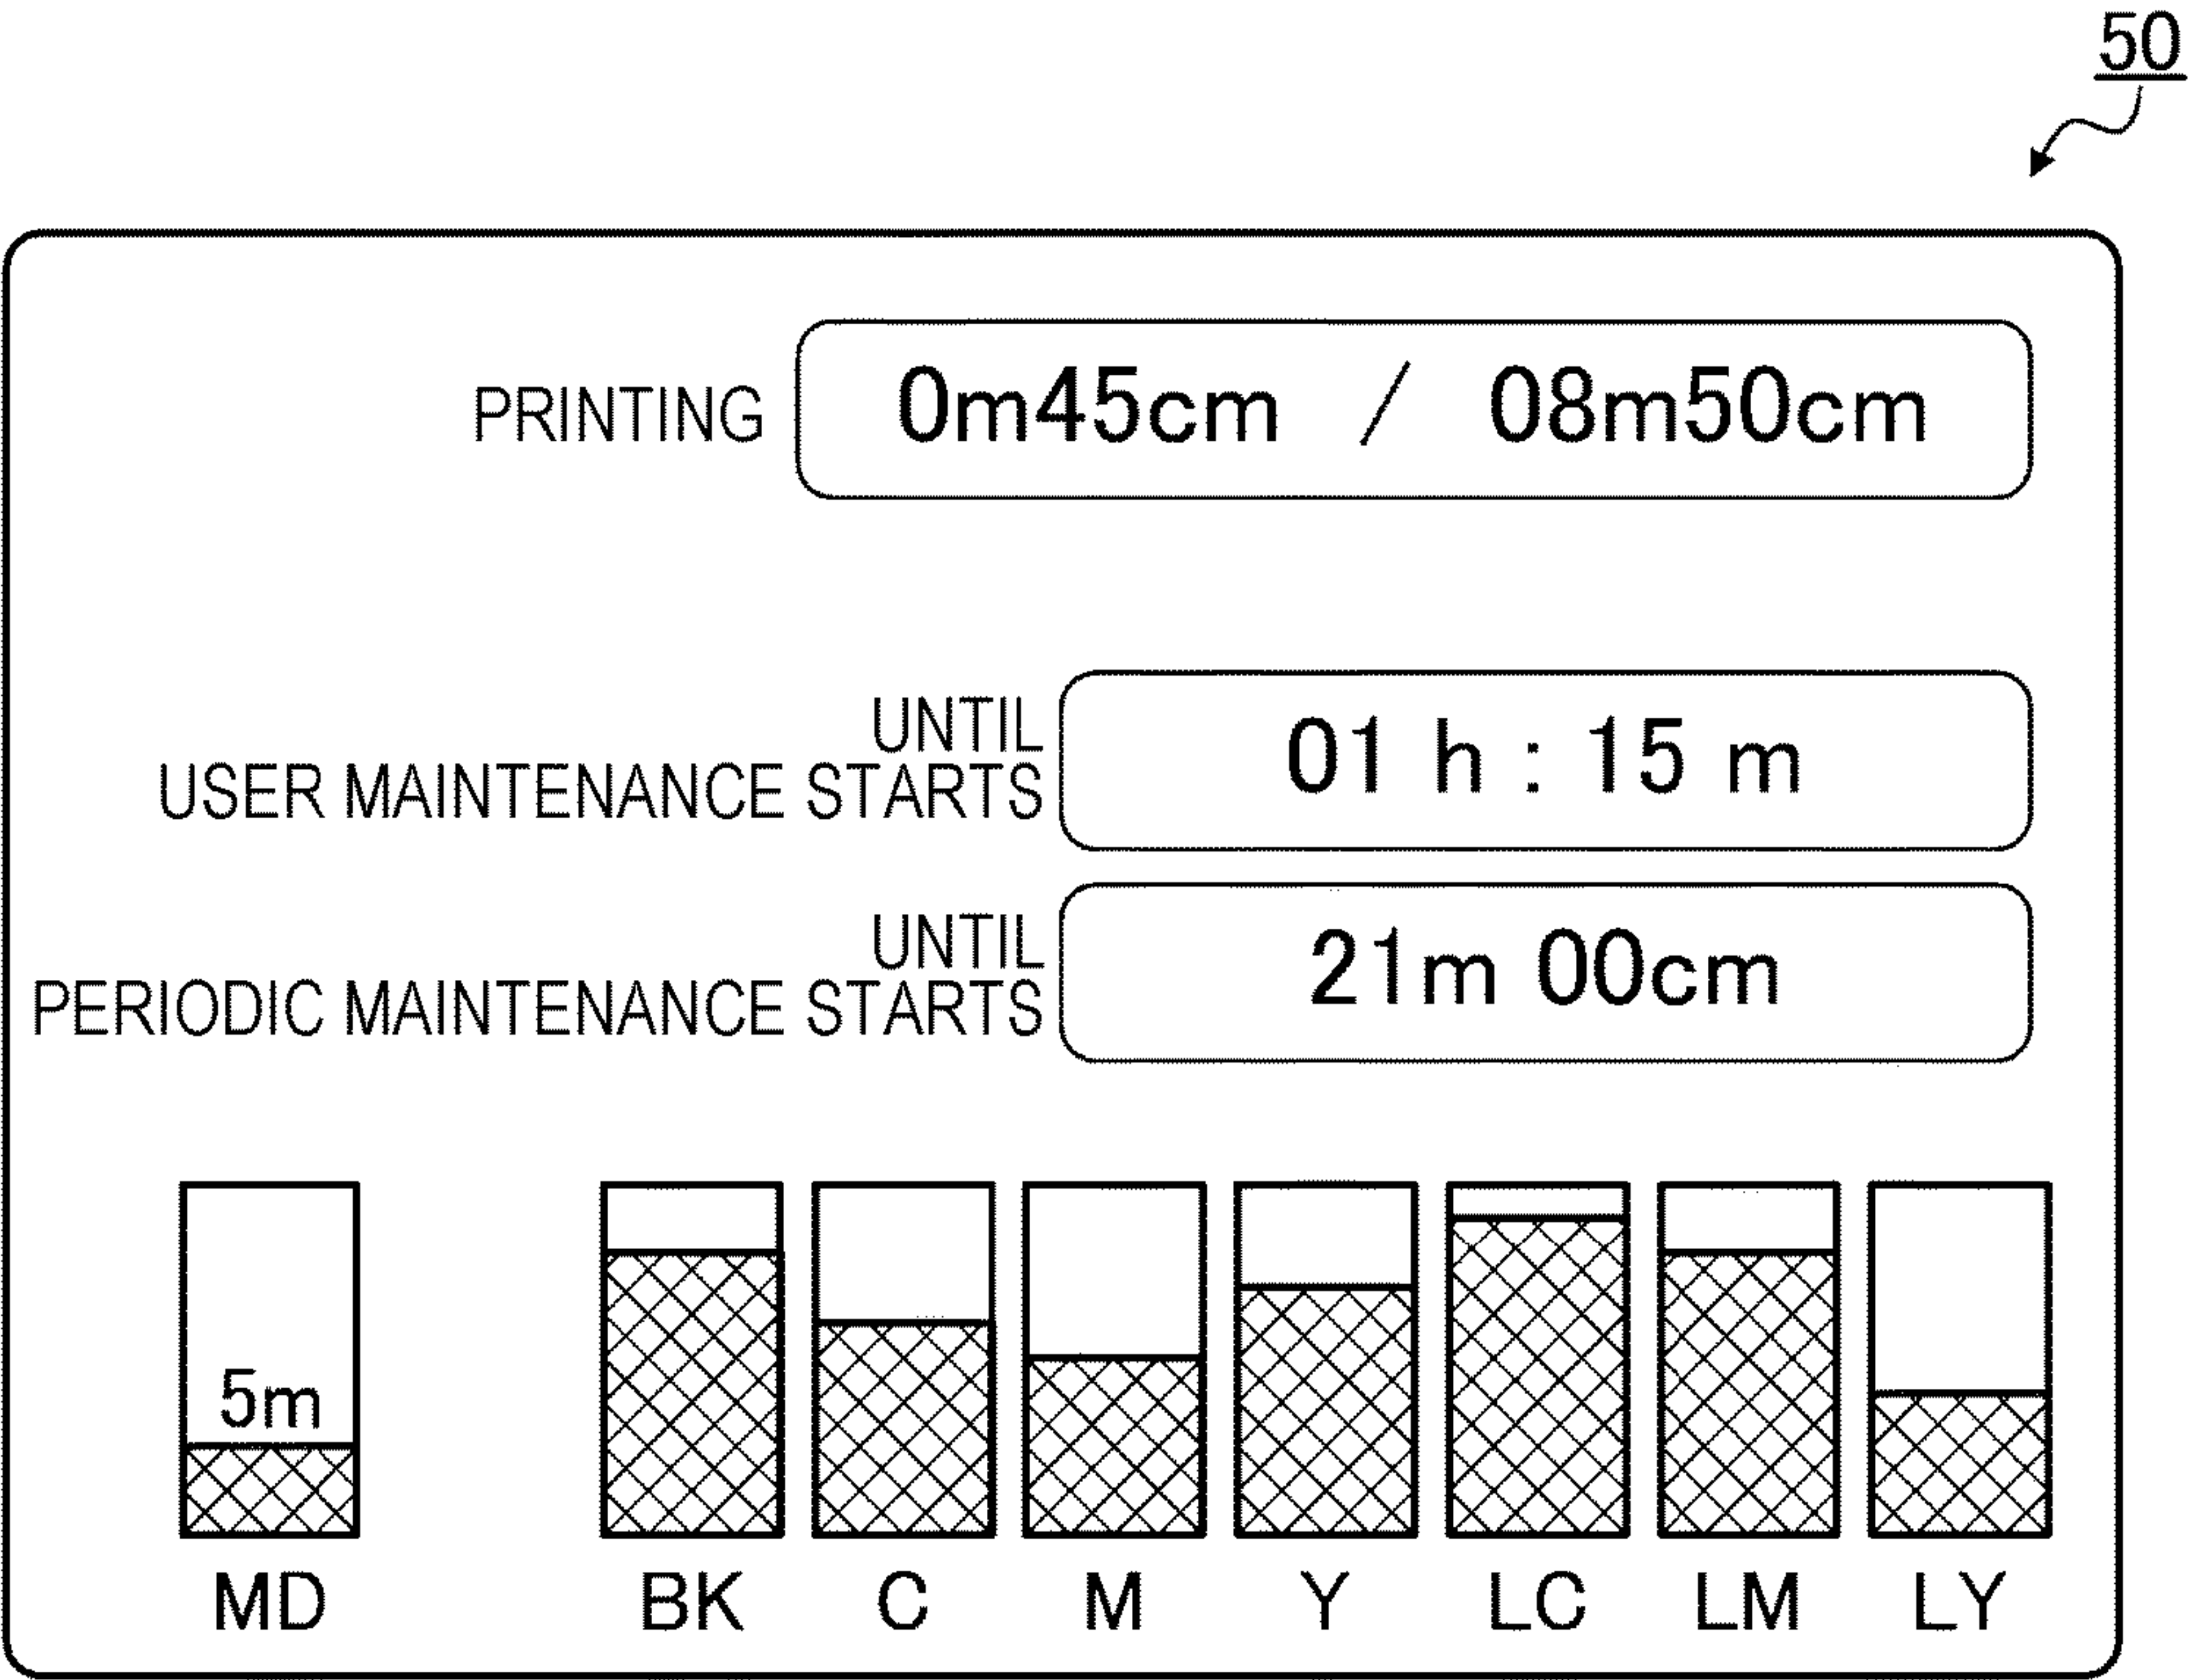 50
PRINTING 0m45cm / 08m50cm
UNTIL
USER MAINTENANCE STARTS
01 h : 15 m
UNTIL
PERIODIC MAINTENANCE STARTS
21m 00cm
5m
MD BK C M Y LC LM LY